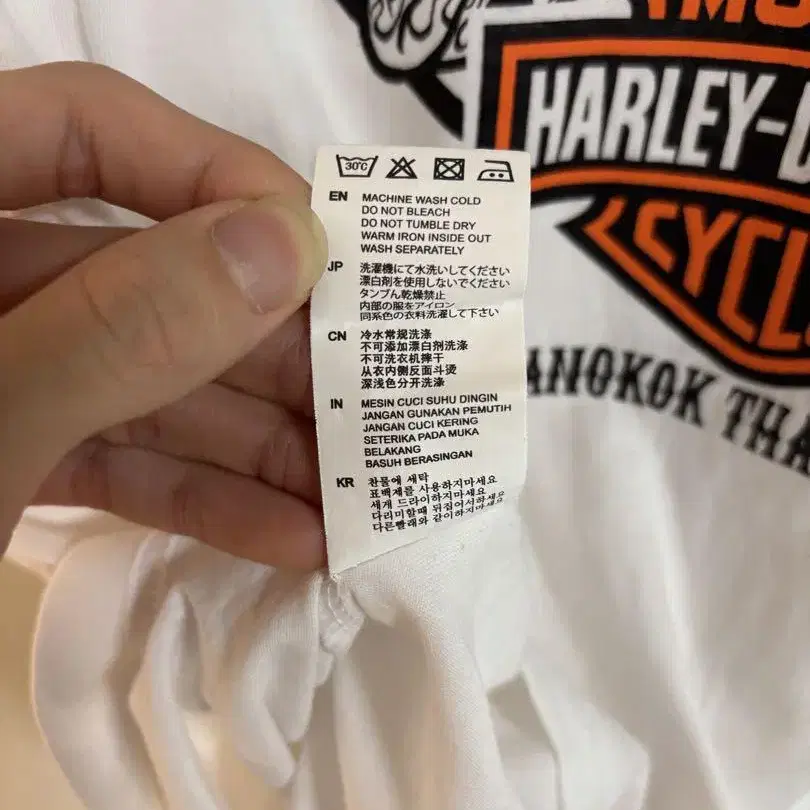 MO
HARLEY-D
CYCL
ANGKOK THA
30°C
EN MACHINE WASH COLD
DO NOT BLEACH
DO NOT TUMBLE DRY
WARM IRON INSIDE OUT
WASH SEPARATELY
JP 洗濯機にて水洗いしてください
漂白剤を使用しないでください
タンブん乾燥禁止
内部の服をアイロン
同系色の衣料洗濯して下さい
CN 冷水常规洗涤
不可添加漂白剂洗涤
不可洗衣机摔干
从衣内侧反面斗烫
深浅色分开洗涤
IN MESIN CUCI SUHU DINGIN
JANGAN GUNAKAN PEMUTIH
JANGAN CUCI KERING
SETERIKA PADA MUKA
BELAKANG
BASUH BERASINGAN
KR 찬물에 세탁
표백제를 사용하지마세요
세개 드라이하지마세요
다리미할때 뒤집어서하세요
다른빨래와 같이하지마세요